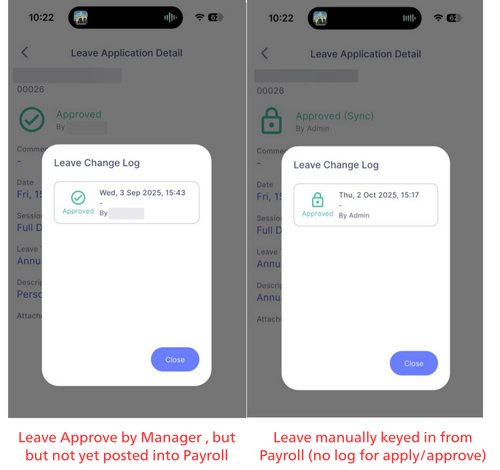 10:22
Leave Application Detail
00026
Approved
By
Comme
-
Date
Fri, 1
Sessio
Full D
Leave
Annu
Descri
Perso
Attach
Leave Change Log
Wed, 3 Sep 2025, 15:43
-
Approved
By
Close
Leave Approve by Manager , but
but not yet posted into Payroll
10:22
Leave Application Detail
00026
Approved (Sync)
By Admin
Comme
-
Date
Fri, 1
Sessio
Full D
Leave
Annu
Descri
Annu
Attach
Leave Change Log
Thu, 2 Oct 2025, 15:17
-
Approved
By Admin
Close
Leave manually keyed in from
Payroll (no log for apply/approve)